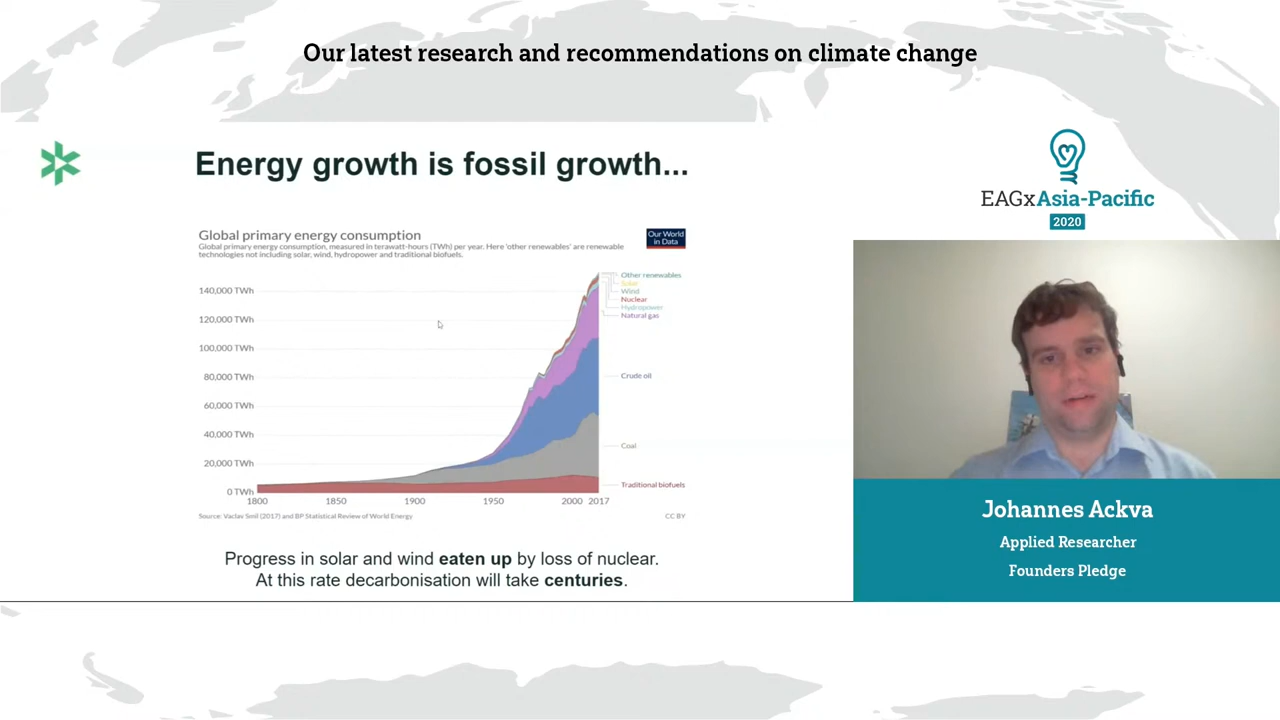 Our latest research and recommendations on climate change
Energy growth is fossil growth...
Global primary energy consumption
Global primary energy consumption, measured in terawatt-hours (TWh) per year. Here 'other renewables' are renewable
technologies not including solar, wind, hydropower and traditional biofuels.
Our World
in Data
140,000 TWh
120,000 TWh
100,000 TWh
80,000 TWh
60,000 TWh
40,000 TWh
20,000 TWh
0 TWh
1800
1850
1900
1950
2000
2017
Other renewables
Solar
Wind
Nuclear
Hydropower
Natural gas
Crude oil
Coal
Traditional biofuels
Source: Vaclav Smil (2017) and BP Statistical Review of World Energy
CC BY
Progress in solar and wind eaten up by loss of nuclear.
At this rate decarbonisation will take centuries.
EAGxAsia-Pacific
2020
Johannes Ackva
Applied Researcher
Founders Pledge